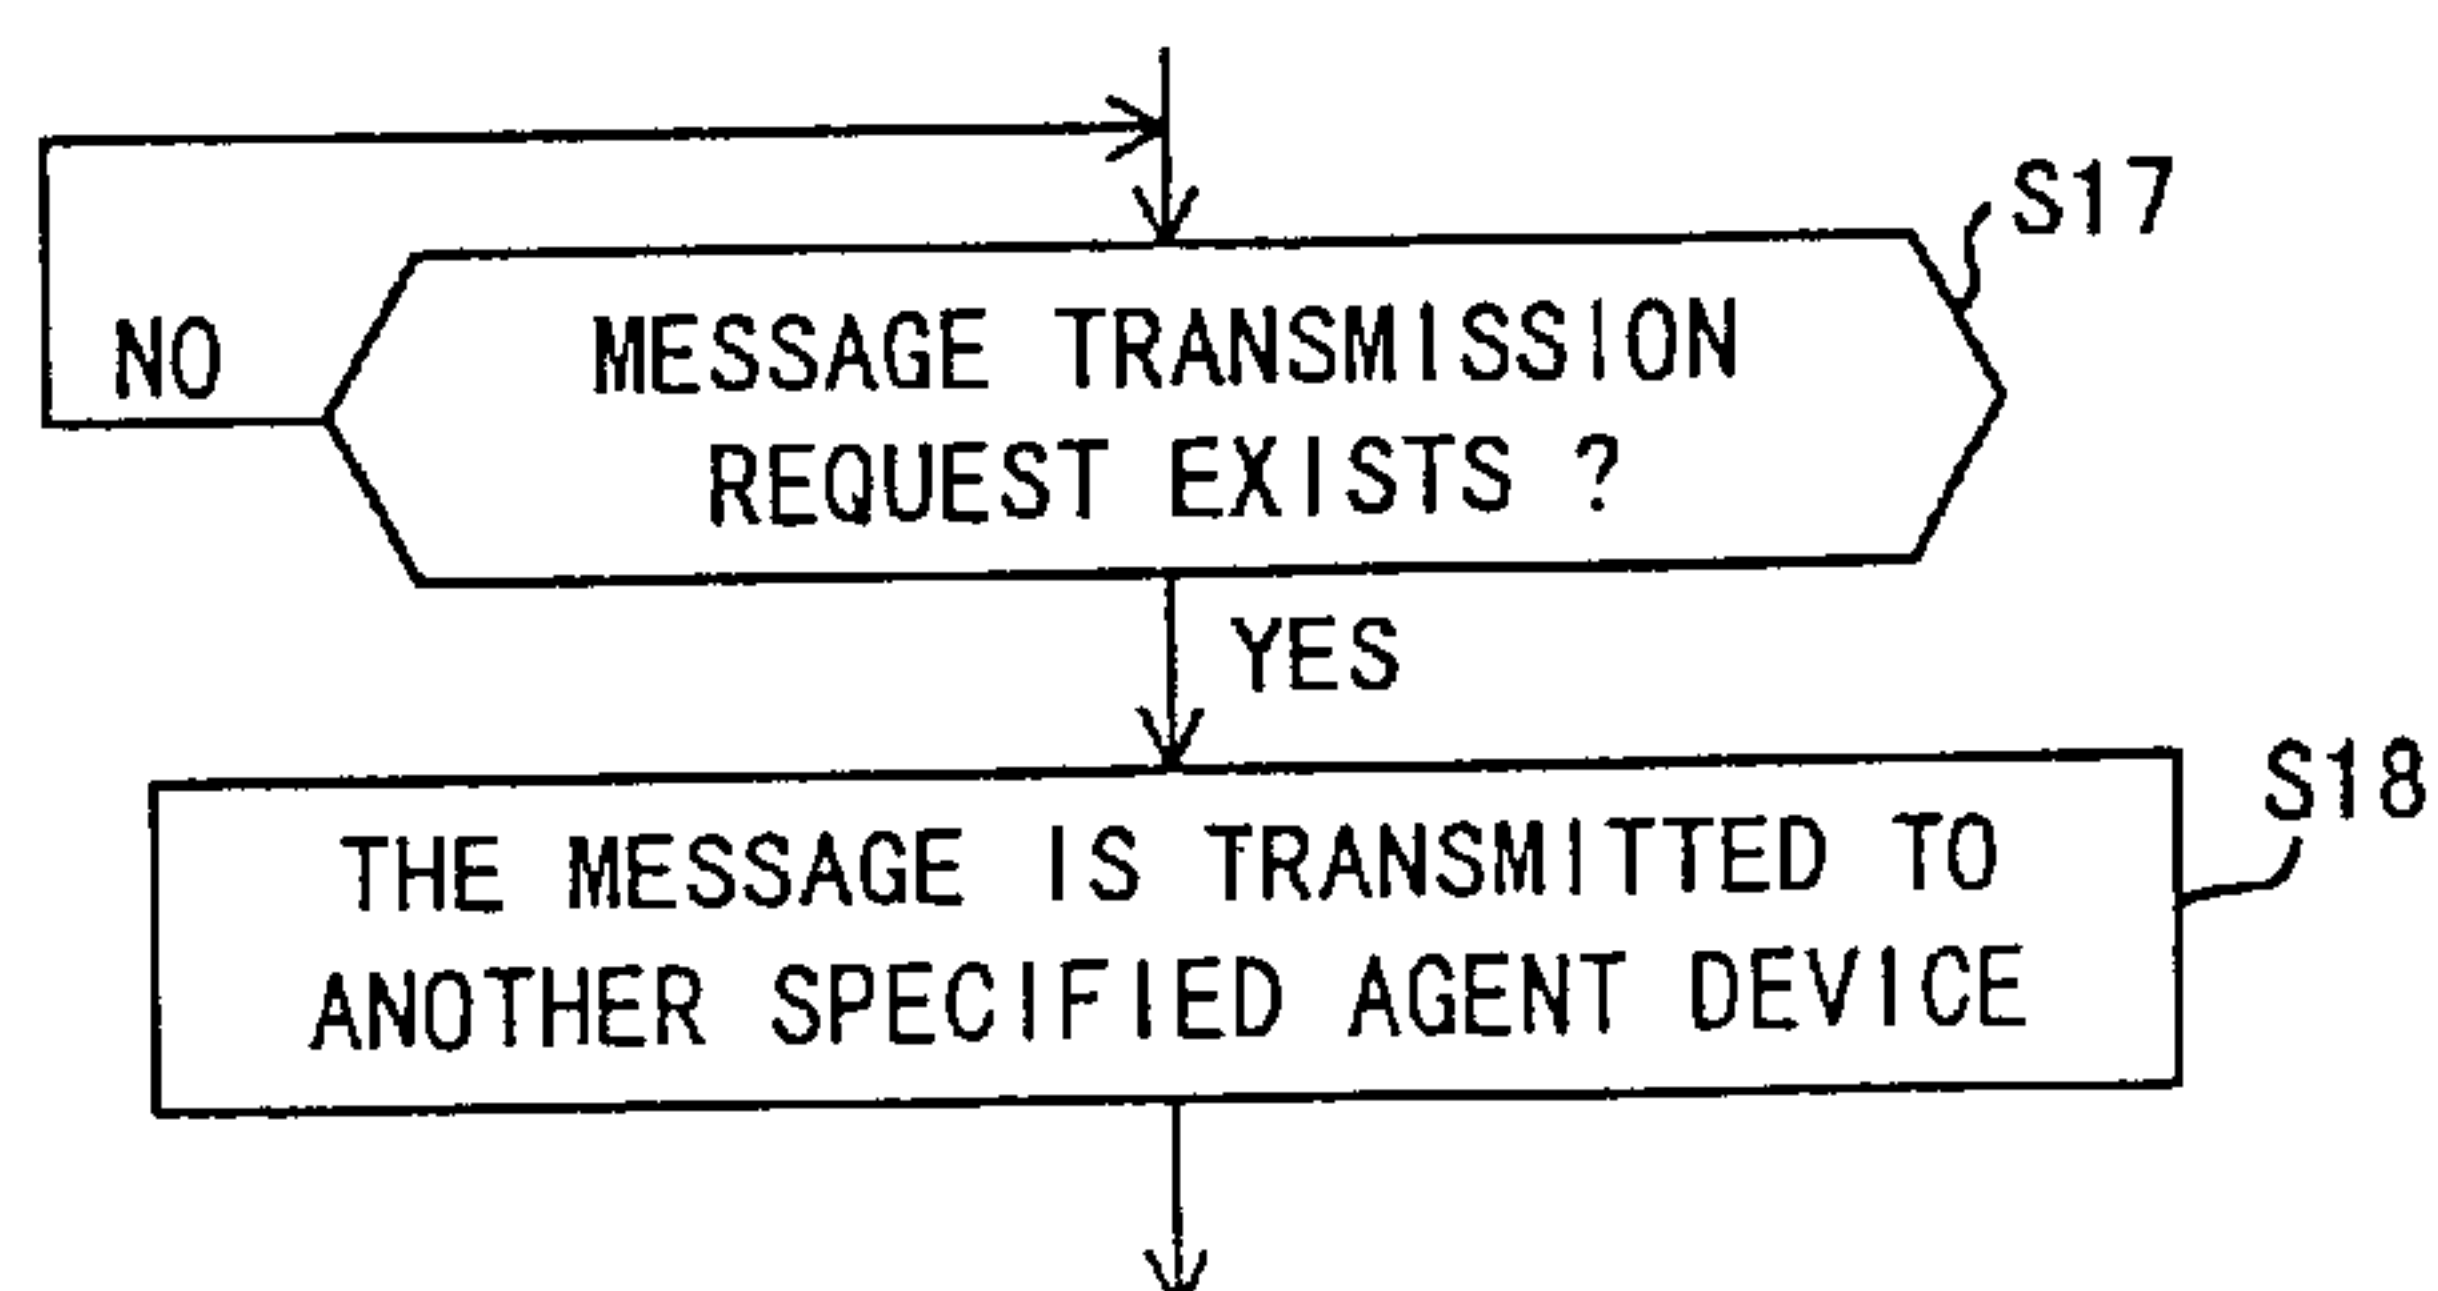 S17
NO
MESSAGE TRANSMISSION
REQUEST EXISTS ?
YES
S18
THE MESSAGE IS TRANSMITTED TO
ANOTHER SPECIFIED AGENT DEVICE